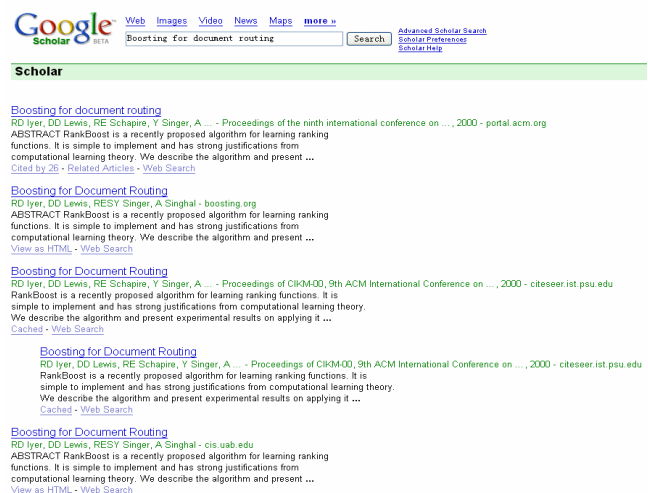 Google™
Scholar BETA
Web Images Video News Maps more »
Boosting for document routing Search
Advanced Scholar Search
Scholar Preferences
Scholar Help
Scholar
Boosting for document routing
RD Iyer, DD Lewis, RE Schapire, Y Singer, A ... - Proceedings of the ninth international conference on ..., 2000 - portal.acm.org
ABSTRACT RankBoost is a recently proposed algorithm for learning ranking
functions. It is simple to implement and has strong justifications from
computational learning theory. We describe the algorithm and present ...
Cited by 26 - Related Articles - Web Search
Boosting for Document Routing
RD Iyer, DD Lewis, RESY Singer, A Singhal - boosting.org
ABSTRACT RankBoost is a recently proposed algorithm for learning ranking
functions. It is simple to implement and has strong justifications from
computational learning theory. We describe the algorithm and present ...
View as HTML - Web Search
Boosting for Document Routing
RD Iyer, DD Lewis, RE Schapire, Y Singer, A ... - Proceedings of CIKM-00, 9th ACM International Conference on ..., 2000 - citeseer.ist.psu.edu
RankBoost is a recently proposed algorithm for learning ranking functions. It is
simple to implement and has strong justifications from computational learning theory.
We describe the algorithm and present experimental results on applying it ...
Cached - Web Search
Boosting for Document Routing
RD Iyer, DD Lewis, RE Schapire, Y Singer, A ... - Proceedings of CIKM-00, 9th ACM International Conference on ..., 2000 - citeseer.ist.psu.edu
RankBoost is a recently proposed algorithm for learning ranking functions. It is
simple to implement and has strong justifications from computational learning theory.
We describe the algorithm and present experimental results on applying it ...
Cached - Web Search
Boosting for Document Routing
RD Iyer, DD Lewis, RESY Singer, A Singhal - cis.uab.edu
ABSTRACT RankBoost is a recently proposed algorithm for learning ranking
functions. It is simple to implement and has strong justifications from
computational learning theory. We describe the algorithm and present ...
View as HTML - Web Search